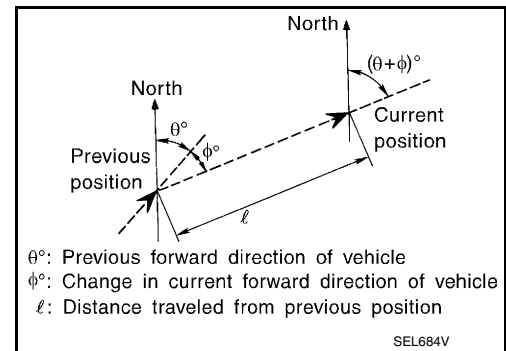 North
(θ+ϕ)°
North
θ°
ϕ°
Current
position
Previous
position
ℓ
θ°: Previous forward direction of vehicle
ϕ°: Change in current forward direction of vehicle
ℓ: Distance traveled from previous position
SEL684V